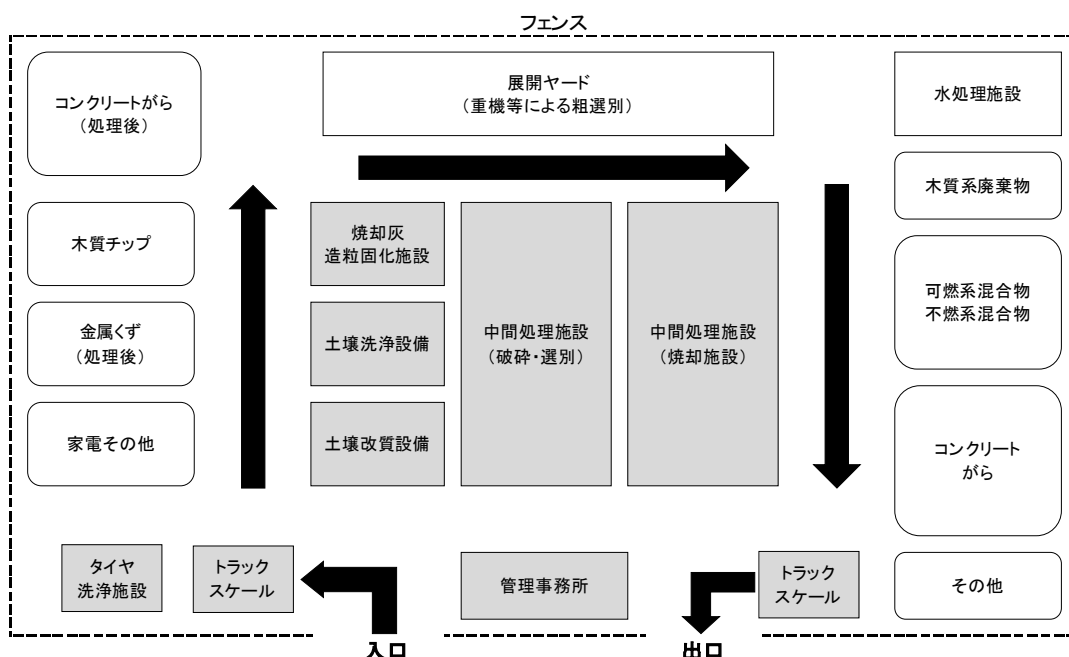 フェンス
コンクリートがら
（処理後）
展開ヤード
（重機等による粗選別）
水処理施設
木質系廃棄物
木質チップ
焼却灰
造粒固化施設
中間処理施設
（破砕・選別）
中間処理施設
（焼却施設）
可燃系混合物
不燃系混合物
金属くず
（処理後）
土壌洗浄設備
家電その他
土壌改質設備
コンクリート
がら
タイヤ
洗浄施設
トラック
スケール
管理事務所
トラック
スケール
その他
入口
出口